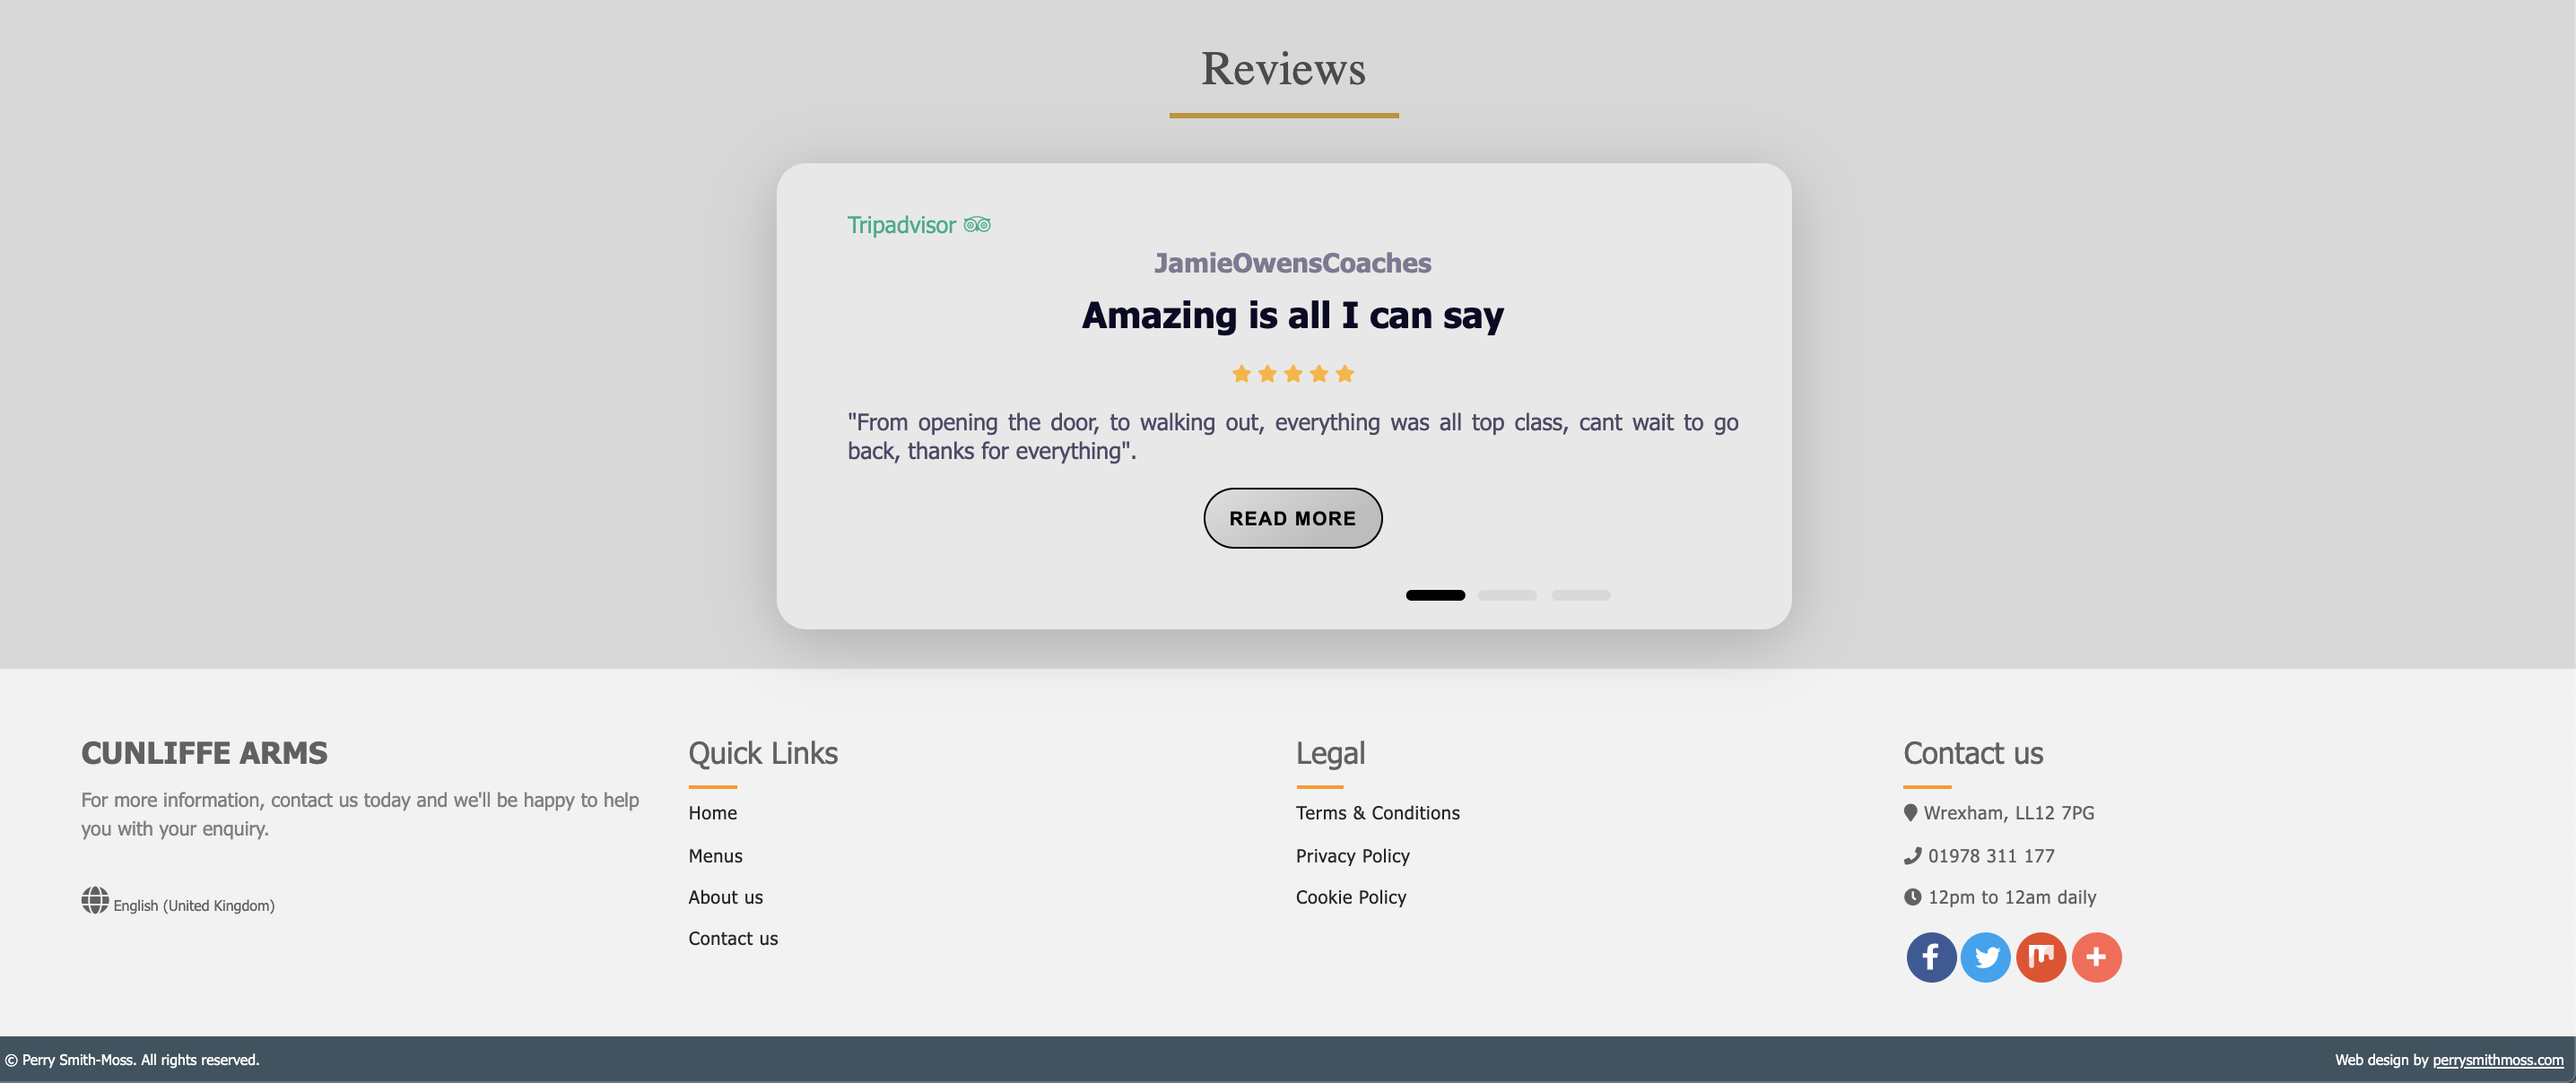 Reviews
Tripadvisor
JamieOwensCoaches
Amazing is all I can say
"From opening the door, to walking out, everything was all top class, cant wait to go
back, thanks for everything".
READ MORE
CUNLIFFE ARMS
For more information, contact us today and we'll be happy to help
you with your enquiry.
English (United Kingdom)
Quick Links
Home
Menus
About us
Contact us
Legal
Terms & Conditions
Privacy Policy
Cookie Policy
Contact us
Wrexham, LL12 7PG
01978 311 177
12pm to 12am daily
© Perry Smith-Moss. All rights reserved.
Web design by perrysmithmoss.com